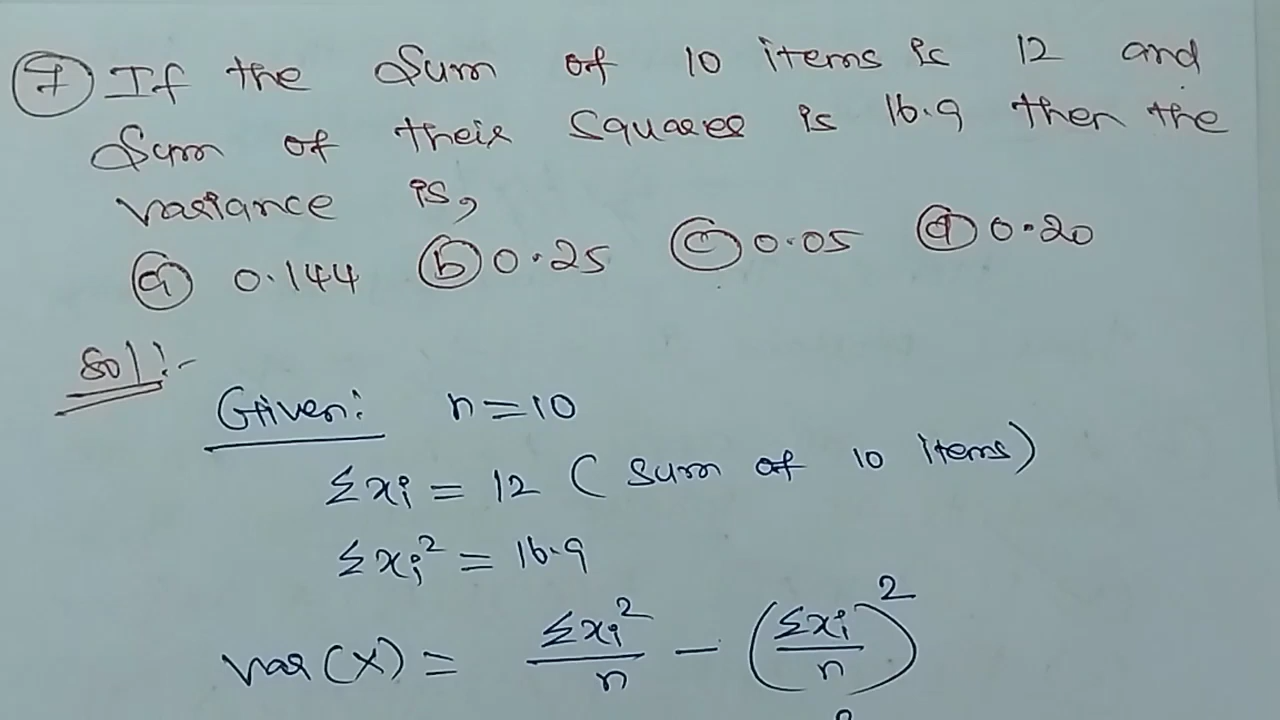 7 If the Sum of 10 items is 12 and
Sum of their squares is 16.9 then the
variance is,
a 0.144 b 0.25 c 0.05 d 0.20
Sol:-
Given: n=10
Σxi = 12 (Sum of 10 items)
Σxi² = 16.9
var(X) = Σxi²/n - (Σxi/n)²